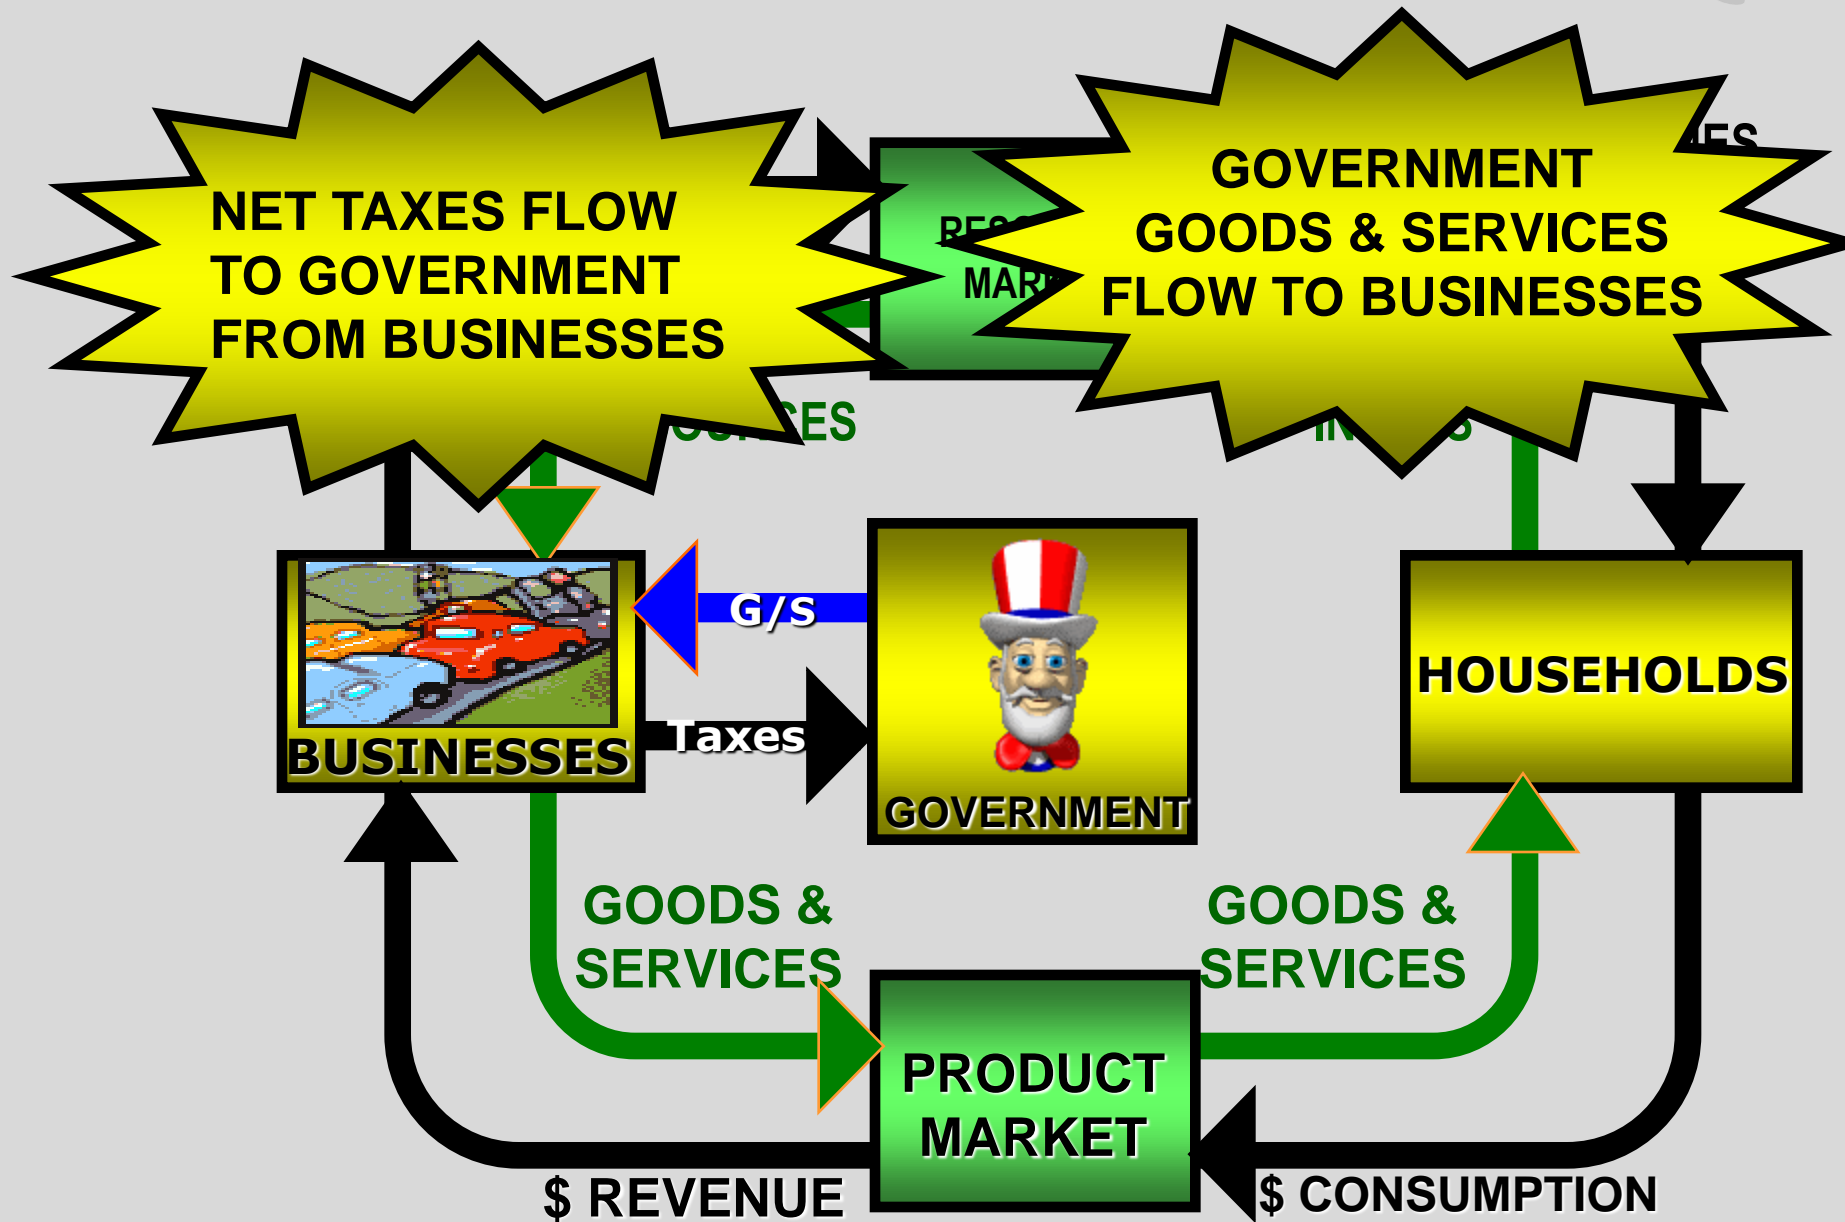 NET TAXES FLOW
TO GOVERNMENT
FROM BUSINESSES
GOVERNMENT
GOODS & SERVICES
FLOW TO BUSINESSES
G/S
Taxes
BUSINESSES
GOVERNMENT
HOUSEHOLDS
GOODS &
SERVICES
GOODS &
SERVICES
PRODUCT
MARKET
$ REVENUE
$ CONSUMPTION